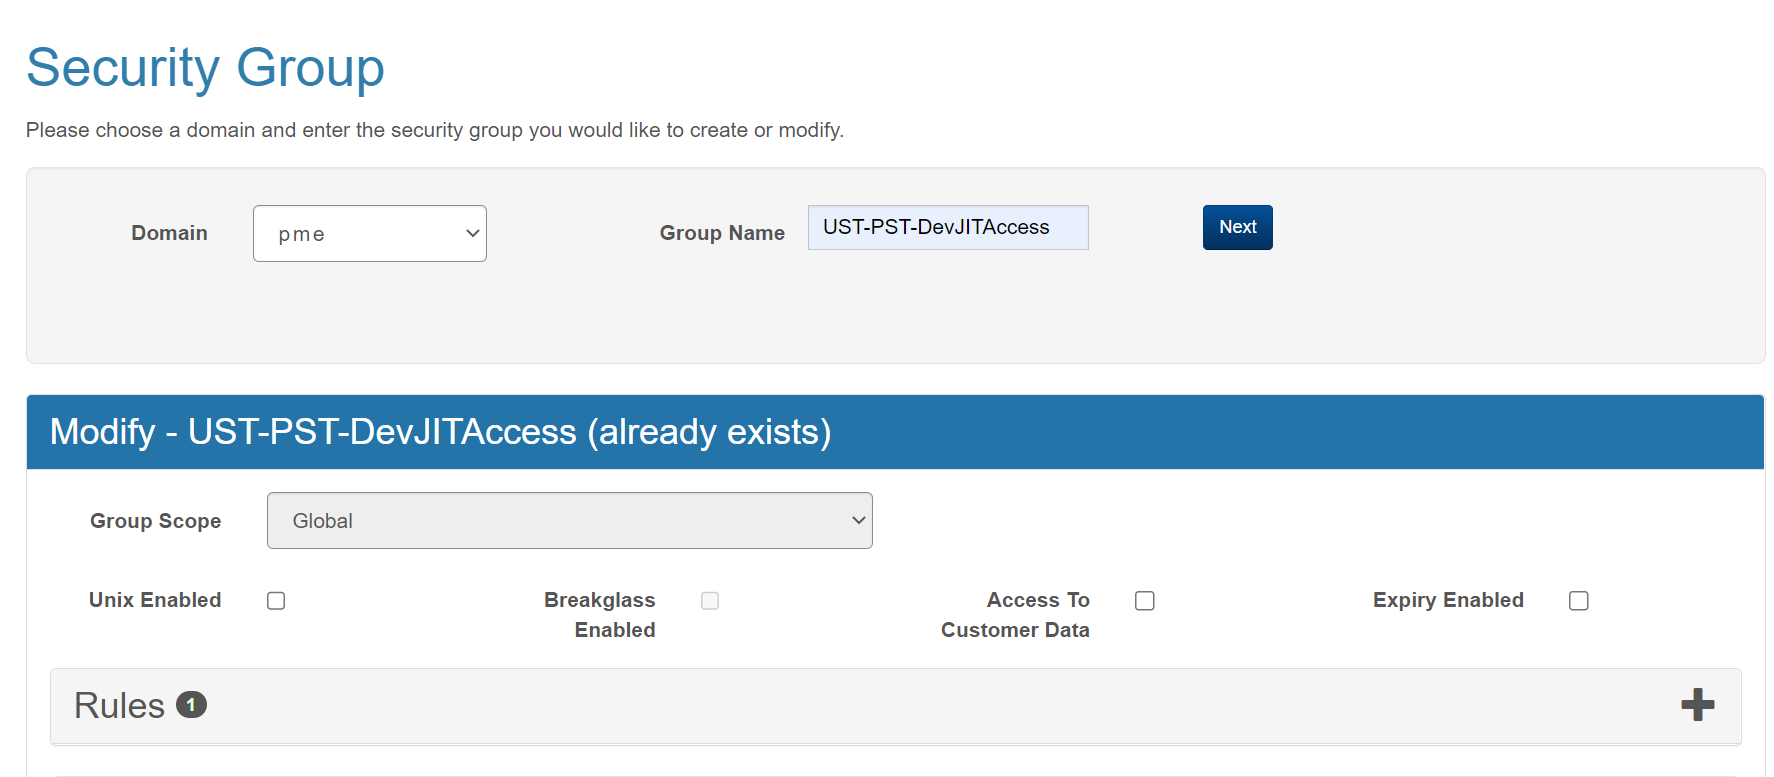 Security Group
Please choose a domain and enter the security group you would like to create or modify.
Domain pme Group Name UST-PST-DevJITAccess Next
Modify - UST-PST-DevJITAccess (already exists)
Group Scope Global
Unix Enabled Breakglass Enabled Access To Customer Data Expiry Enabled
Rules 1